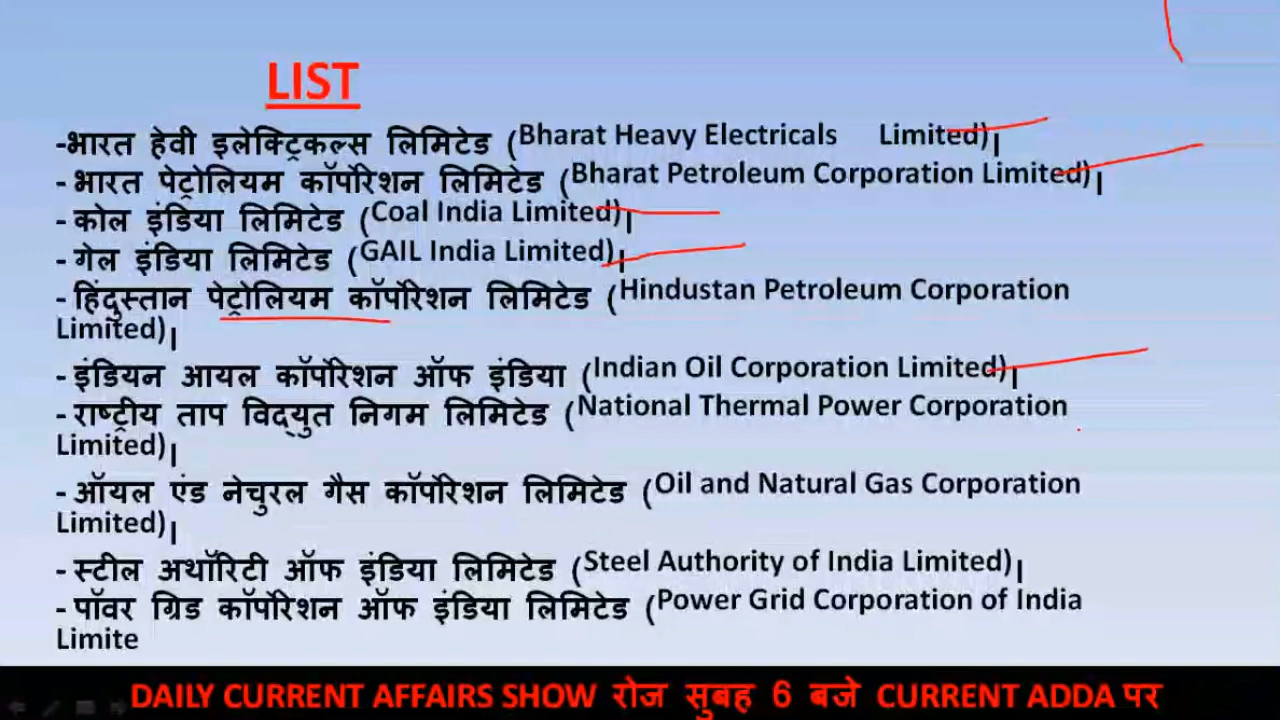 LIST
-भारत हेवी इलेक्ट्रिकल्स लिमिटेड (Bharat Heavy Electricals Limited)|
- भारत पेट्रोलियम कॉर्पोरेशन लिमिटेड (Bharat Petroleum Corporation Limited)|
- कोल इंडिया लिमिटेड (Coal India Limited)|
- गेल इंडिया लिमिटेड (GAIL India Limited)|
- हिंदुस्तान पेट्रोलियम कॉर्पोरेशन लिमिटेड (Hindustan Petroleum Corporation
Limited)|
- इंडियन आयल कॉर्पोरेशन ऑफ इंडिया (Indian Oil Corporation Limited)|
- राष्ट्रीय ताप विद्युत निगम लिमिटेड (National Thermal Power Corporation
Limited)|
- ऑयल एंड नेचुरल गैस कॉर्पोरेशन लिमिटेड (Oil and Natural Gas Corporation
Limited)|
- स्टील अथॉरिटी ऑफ इंडिया लिमिटेड (Steel Authority of India Limited)|
- पॉवर ग्रिड कॉर्पोरेशन ऑफ इंडिया लिमिटेड (Power Grid Corporation of India
Limite
DAILY CURRENT AFFAIRS SHOW रोज सुबह 6 बजे CURRENT ADDA पर